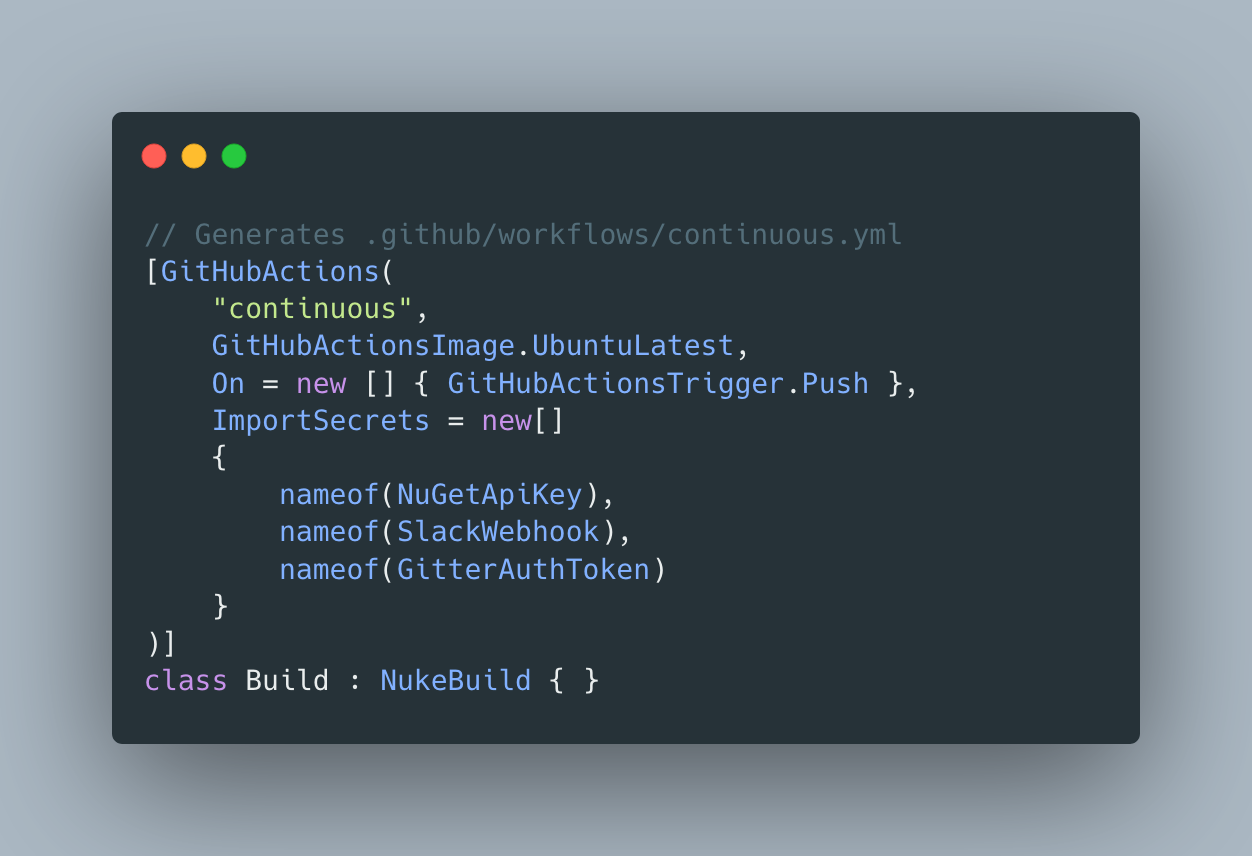 // Generates .github/workflows/continuous.yml
[GitHubActions(
    "continuous",
    GitHubActionsImage.UbuntuLatest,
    On = new [] { GitHubActionsTrigger.Push },
    ImportSecrets = new[]
    {
        nameof(NuGetApiKey),
        nameof(SlackWebhook),
        nameof(GitterAuthToken)
    }
)]
class Build : NukeBuild { }